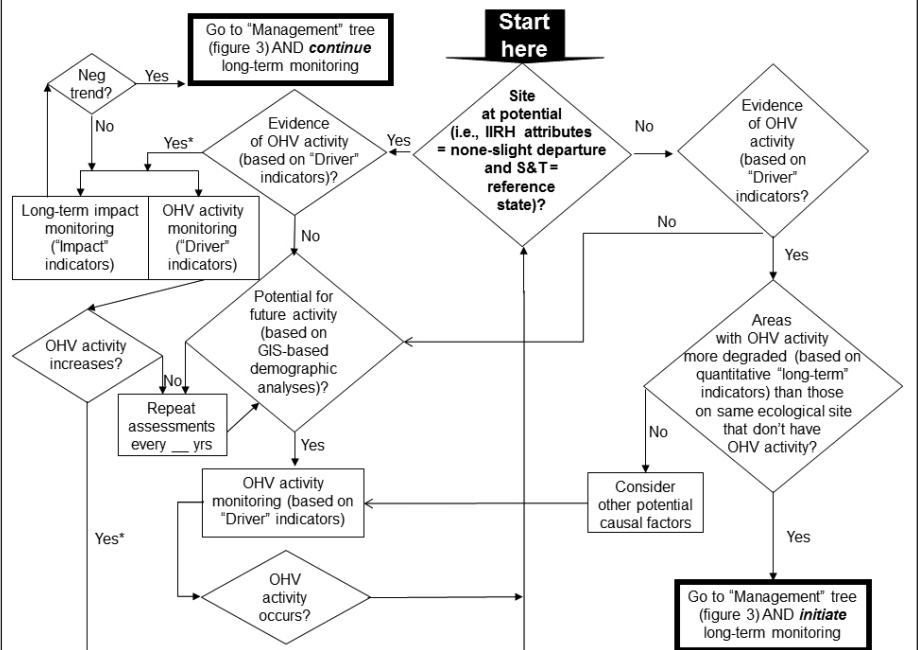 Start
here
Go to “Management” tree
(figure 3) AND continue
long-term monitoring
Neg
trend?
Yes
No
Evidence
of OHV activity
(based on “Driver”
indicators)?
Yes*
Yes
Site
at potential
(i.e., IIRH attributes
= none-slight departure
and S&T=
reference
state)?
No
Evidence
of OHV
activity
(based on
“Driver”
indicators?
Long-term impact
monitoring
(“Impact”
indicators)
OHV activity
monitoring
(“Driver”
indicators)
No
No
Yes
Potential for
future activity
(based on
GIS-based
demographic
analyses)?
OHV activity
increases?
No
Repeat
assessments
every __ yrs
Areas
with OHV activity
more degraded (based on
quantitative “long-term”
indicators) than those
on same ecological site
that don’t have
OHV activity?
Yes
No
OHV activity
monitoring (based on
“Driver” indicators)
Consider
other potential
causal factors
Yes*
Yes
OHV
activity
occurs?
Go to “Management” tree
(figure 3) AND initiate
long-term monitoring